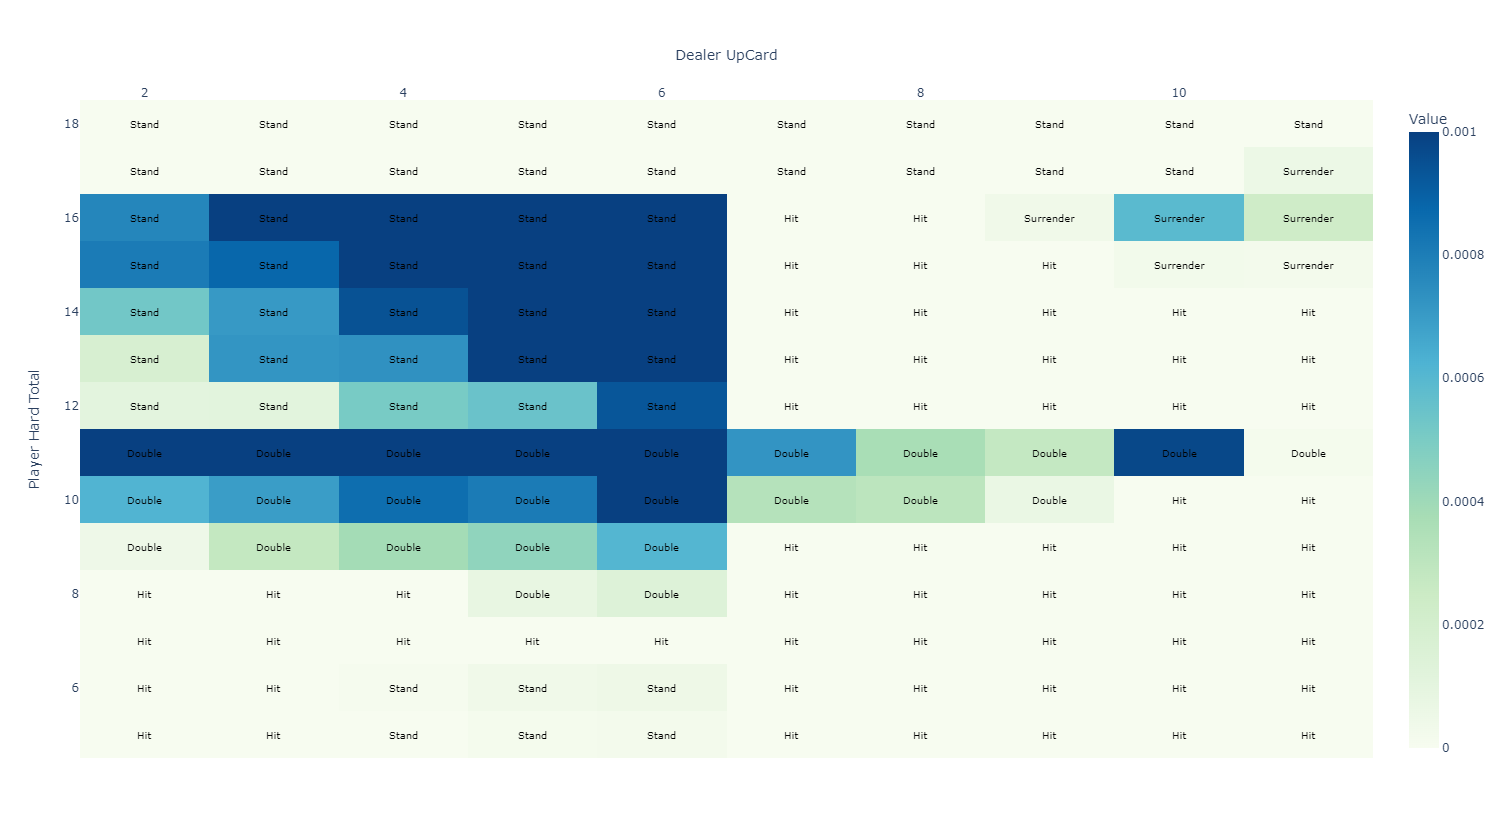 Dealer UpCard
2 4 6 8 10
Value
18 Stand Stand Stand Stand Stand Stand Stand Stand Stand Stand
0.001
Stand Stand Stand Stand Stand Stand Stand Stand Stand Surrender
16 Stand Stand Stand Stand Stand Hit Hit Surrender Surrender Surrender
0.0008
Stand Stand Stand Stand Stand Hit Hit Hit Surrender Surrender
14 Stand Stand Stand Stand Stand Hit Hit Hit Hit Hit
Stand Stand Stand Stand Stand Hit Hit Hit Hit Hit
0.0006
12 Stand Stand Stand Stand Stand Hit Hit Hit Hit Hit
Player Hard Total
Double Double Double Double Double Double Double Double Double Double
10 Double Double Double Double Double Double Double Double Hit Hit
0.0004
Double Double Double Double Double Hit Hit Hit Hit Hit
8 Hit Hit Hit Double Double Hit Hit Hit Hit Hit
0.0002
Hit Hit Hit Hit Hit Hit Hit Hit Hit Hit
6 Hit Hit Stand Stand Stand Hit Hit Hit Hit Hit
Hit Hit Stand Stand Stand Hit Hit Hit Hit Hit
0